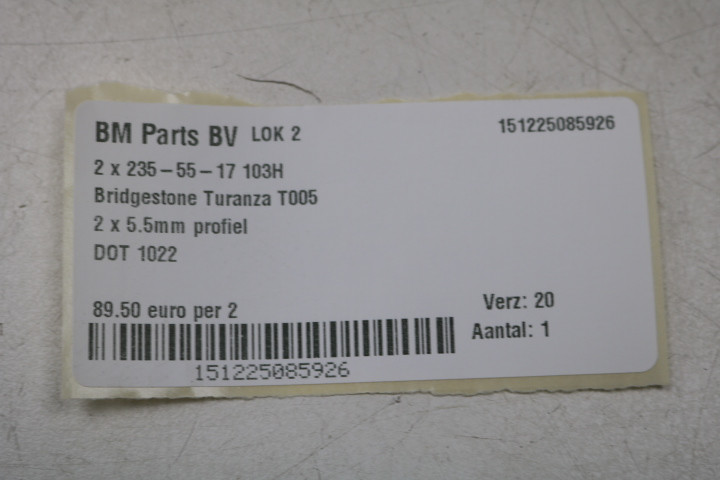 BM Parts BV LOK 2 151225085926
2 x 235-55-17 103H
Bridgestone Turanza T005
2 x 5.5mm profiel
DOT 1022
89.50 euro per 2 Verz: 20
Aantal: 1
151225085926